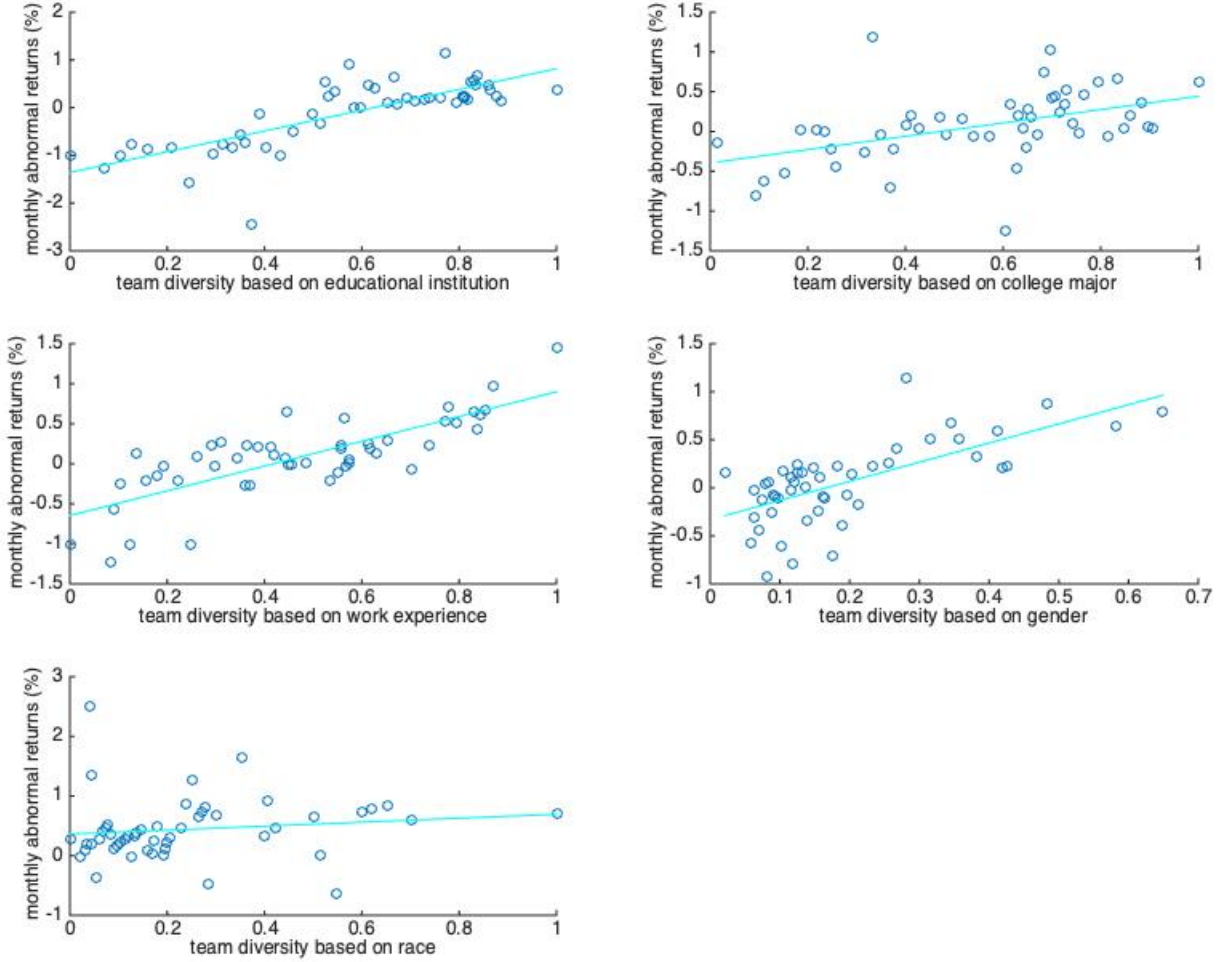 monthly abnormal returns (%)
2
1
0
-1
-2
-3
0 0.2 0.4 0.6 0.8 1
team diversity based on educational institution
monthly abnormal returns (%)
1.5
1
0.5
0
-0.5
-1
-1.5
0 0.2 0.4 0.6 0.8 1
team diversity based on college major
monthly abnormal returns (%)
1.5
1
0.5
0
-0.5
-1
-1.5
0 0.2 0.4 0.6 0.8 1
team diversity based on work experience
monthly abnormal returns (%)
1.5
1
0.5
0
-0.5
-1
0 0.1 0.2 0.3 0.4 0.5 0.6 0.7
team diversity based on gender
monthly abnormal returns (%)
3
2
1
0
-1
0 0.2 0.4 0.6 0.8 1
team diversity based on race